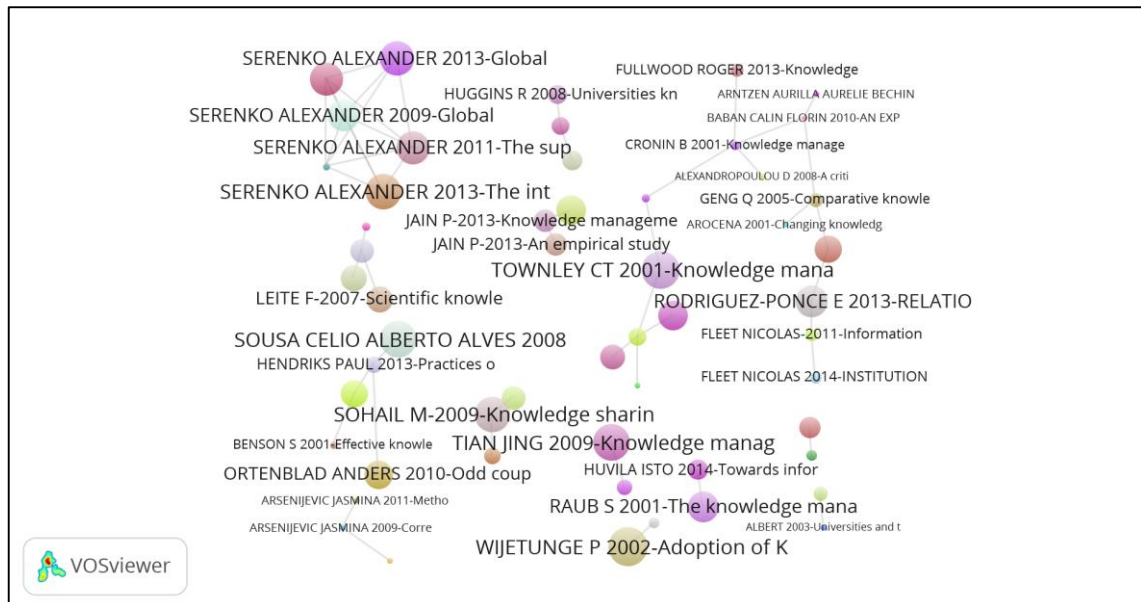 SERENKO ALEXANDER 2013-Global
SERENKO ALEXANDER 2009-Global
SERENKO ALEXANDER 2011-The sup
SERENKO ALEXANDER 2013-The int
LEITE F-2007-Scientific knowle
SOUSA CELIO ALBERTO ALVES 2008
HENDRIKS PAUL 2013-Practices o
BENSON S 2001-Effective knowle
ORTENBLAD ANDERS 2010-Odd coup
ARSENIJEVIC JASMINA 2011-Metho
ARSENIJEVIC JASMINA 2009-Corre
HUGGINS R 2008-Universities kn
JAIN P-2013-Knowledge manageme
JAIN P-2013-An empirical study
SOHAIL M-2009-Knowledge sharin
TIAN JING 2009-Knowledge manag
HUVILA ISTO 2014-Towards infor
RAUB S 2001-The knowledge mana
WIJETUNGE P 2002-Adoption of K
FULLWOOD ROGER 2013-Knowledge
ARNTZEN AURILLA AURELIE BECHIN
BABAN CALIN FLORIN 2010-AN EXP
CRONIN B 2001-Knowledge manage
ALEXANDROPOULOU D 2008-A criti
GENG Q 2005-Comparative knowle
AROCENA 2001-Changing knowledg
TOWNLEY CT 2001-Knowledge mana
RODRIGUEZ-PONCE E 2013-RELATIO
FLEET NICOLAS-2011-Information
FLEET NICOLAS 2014-INSTITUTION
ALBERT 2003-Universities and t
VOSviewer